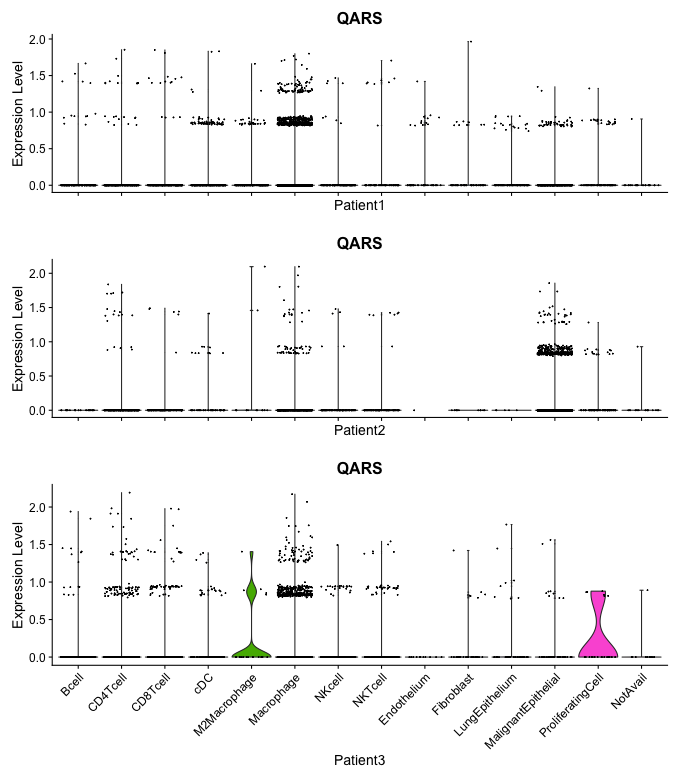 QARS
Expression Level
2.0
1.5
1.0
0.5
0.0
Patient1
QARS
Expression Level
2.0
1.5
1.0
0.5
0.0
Patient2
QARS
Expression Level
2.0
1.5
1.0
0.5
0.0
Bcell
CD4Tcell
CD8Tcell
cDC
M2Macrophage
Macrophage
NKcell
NKTcell
Endothelium
Fibroblast
LungEpithelium
MalignantEpithelial
ProliferatingCell
NotAvail
Patient3